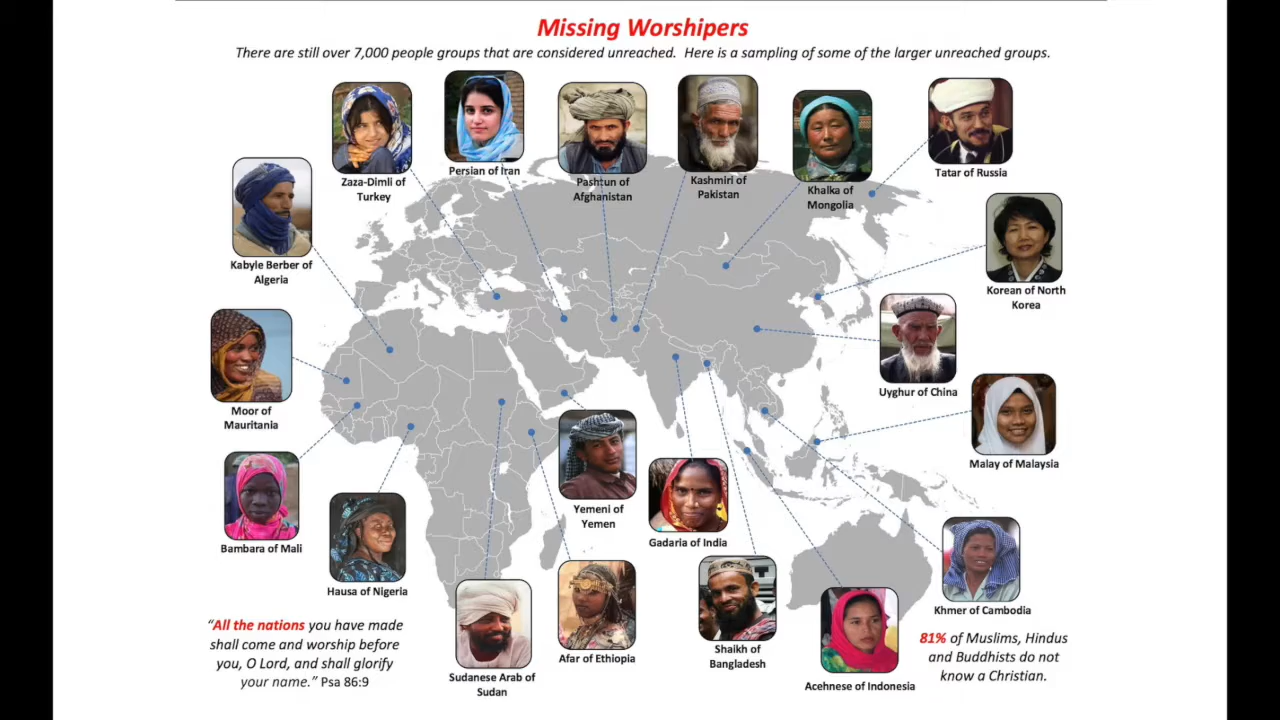 Missing Worshipers
There are still over 7,000 people groups that are considered unreached. Here is a sampling of some of the larger unreached groups.
Zaza-Dimli of
Turkey
Persian of Iran
Pashtun of
Afghanistan
Kashmiri of
Pakistan
Khalka of
Mongolia
Tatar of Russia
Kabyle Berber of
Algeria
Korean of North
Korea
Moor of
Mauritania
Uyghur of China
Malay of Malaysia
Bambara of Mali
Yemeni of
Yemen
Gadaria of India
Hausa of Nigeria
Khmer of Cambodia
Afar of Ethiopia
Shaikh of
Bangladesh
Sudanese Arab of
Sudan
Acehnese of Indonesia
“All the nations you have made
shall come and worship before
you, O Lord, and shall glorify
your name.” Psa 86:9
81% of Muslims, Hindus
and Buddhists do not
know a Christian.